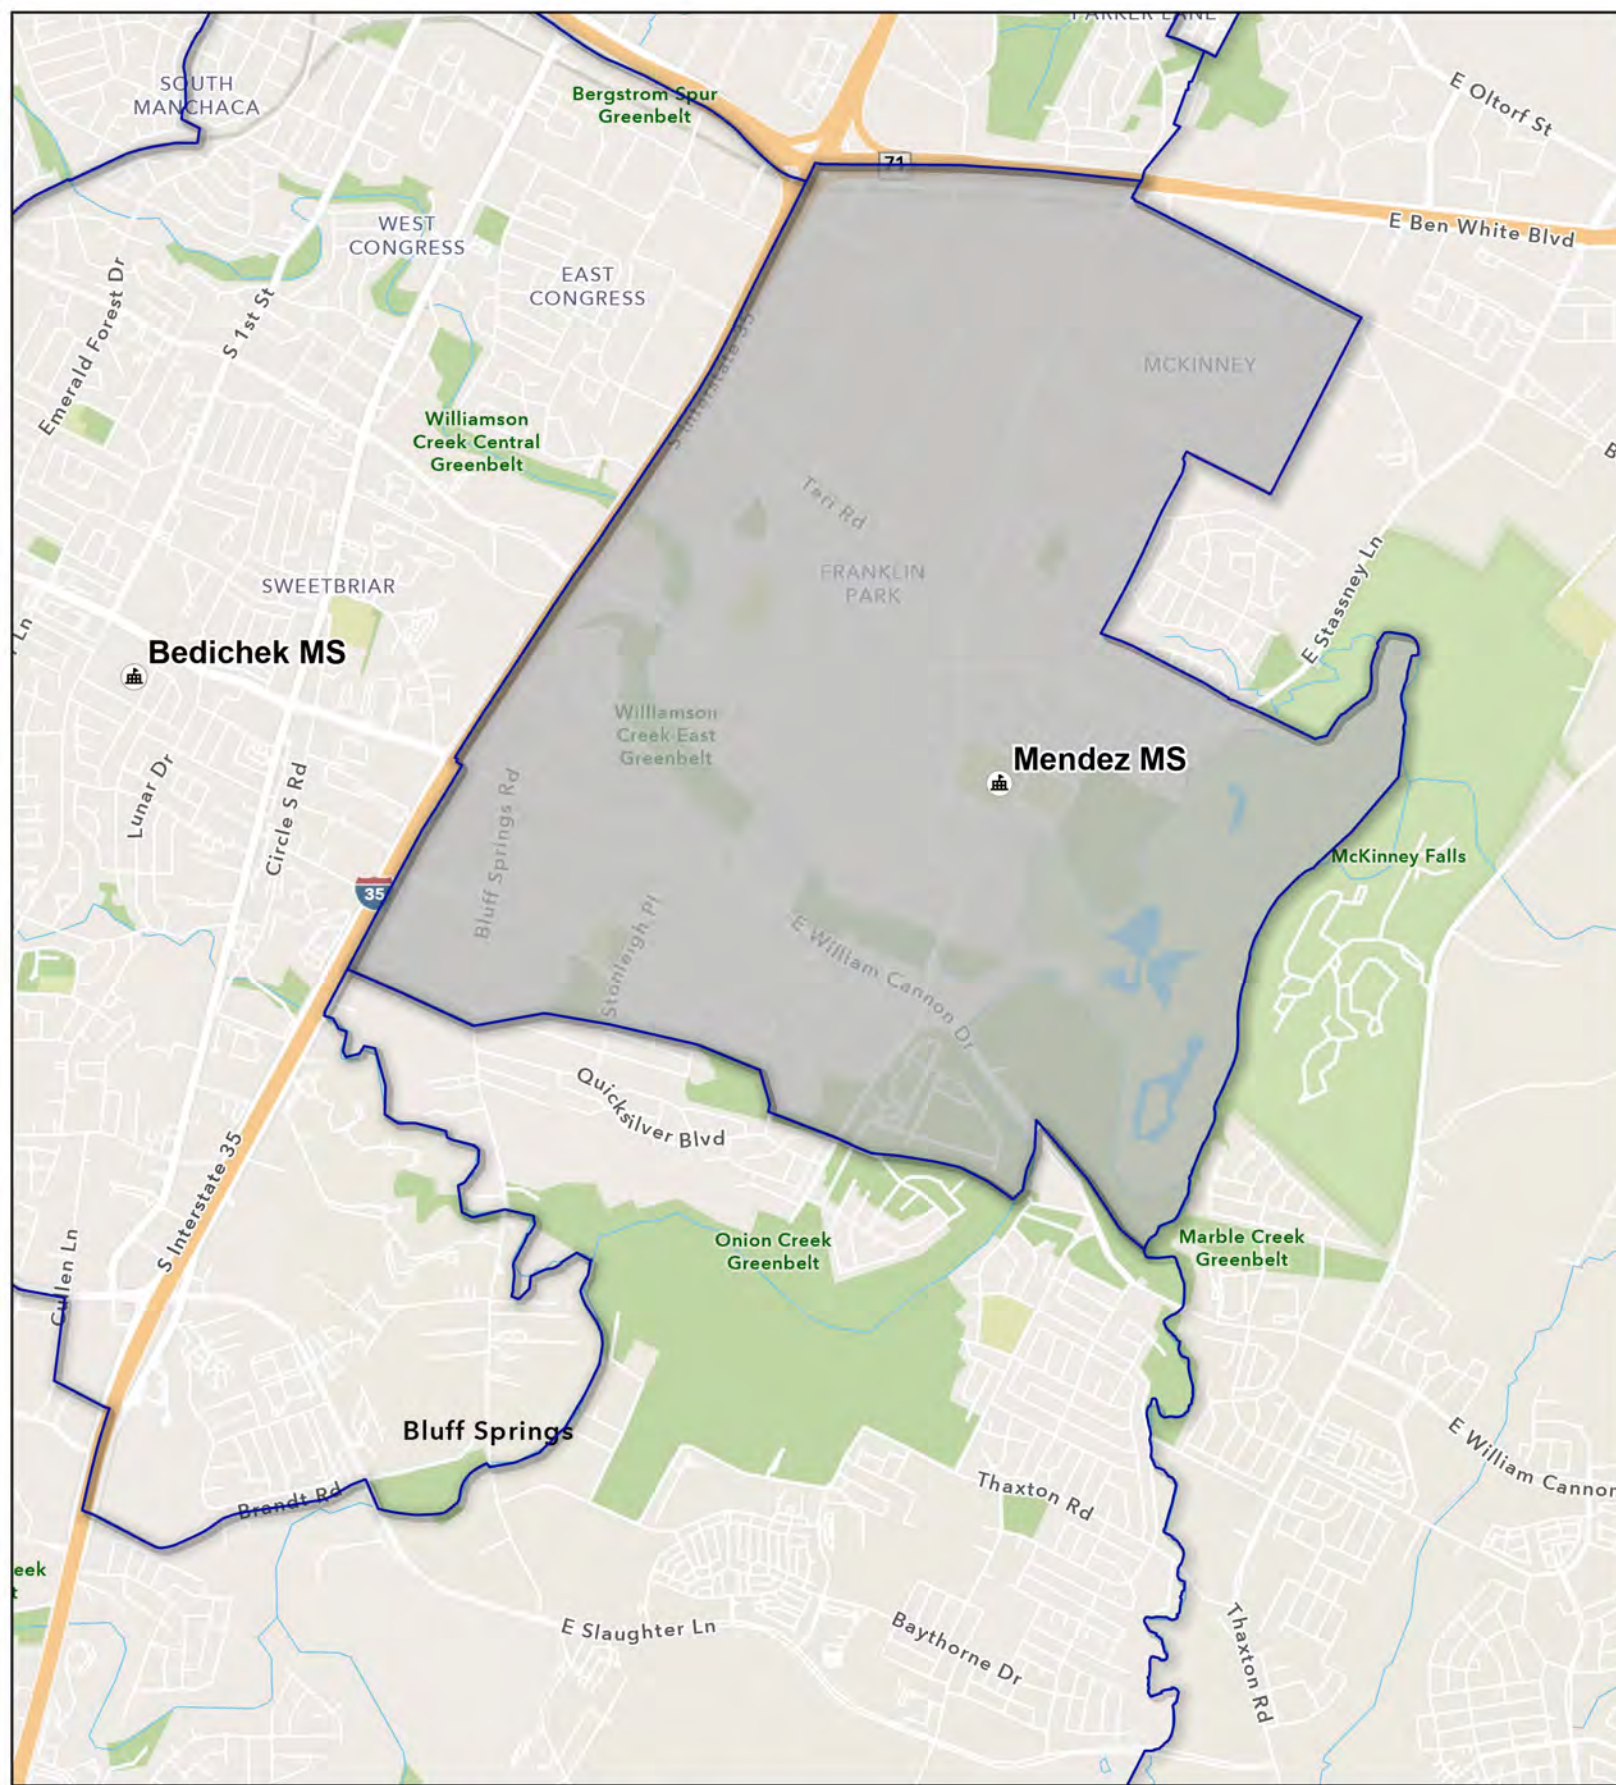 PARKER LANE
SOUTH
MANCHACA
Bergstrom Spur
Greenbelt
E Oltorf St
71
E Ben White Blvd
WEST
CONGRESS
EAST
CONGRESS
Emerald Forest Dr
S 1st St
S Interstate 35
MCKINNEY
Williamson
Creek Central
Greenbelt
B
Teri Rd
FRANKLIN
PARK
E Stassney Ln
SWEETBRIAR
Ln
Bedichek MS
Williamson
Creek East
Greenbelt
Mendez MS
Lunar Dr
Circle S Rd
Bluff Springs Rd
McKinney Falls
35
Stonleigh Pl
E William Cannon Dr
Quicksilver Blvd
S Interstate 35
Cullen Ln
Onion Creek
Greenbelt
Marble Creek
Greenbelt
Bluff Springs
E William Cannon
Thaxton Rd
Brandt Rd
eek
t
E Slaughter Ln
Baythorne Dr
Thaxton Rd